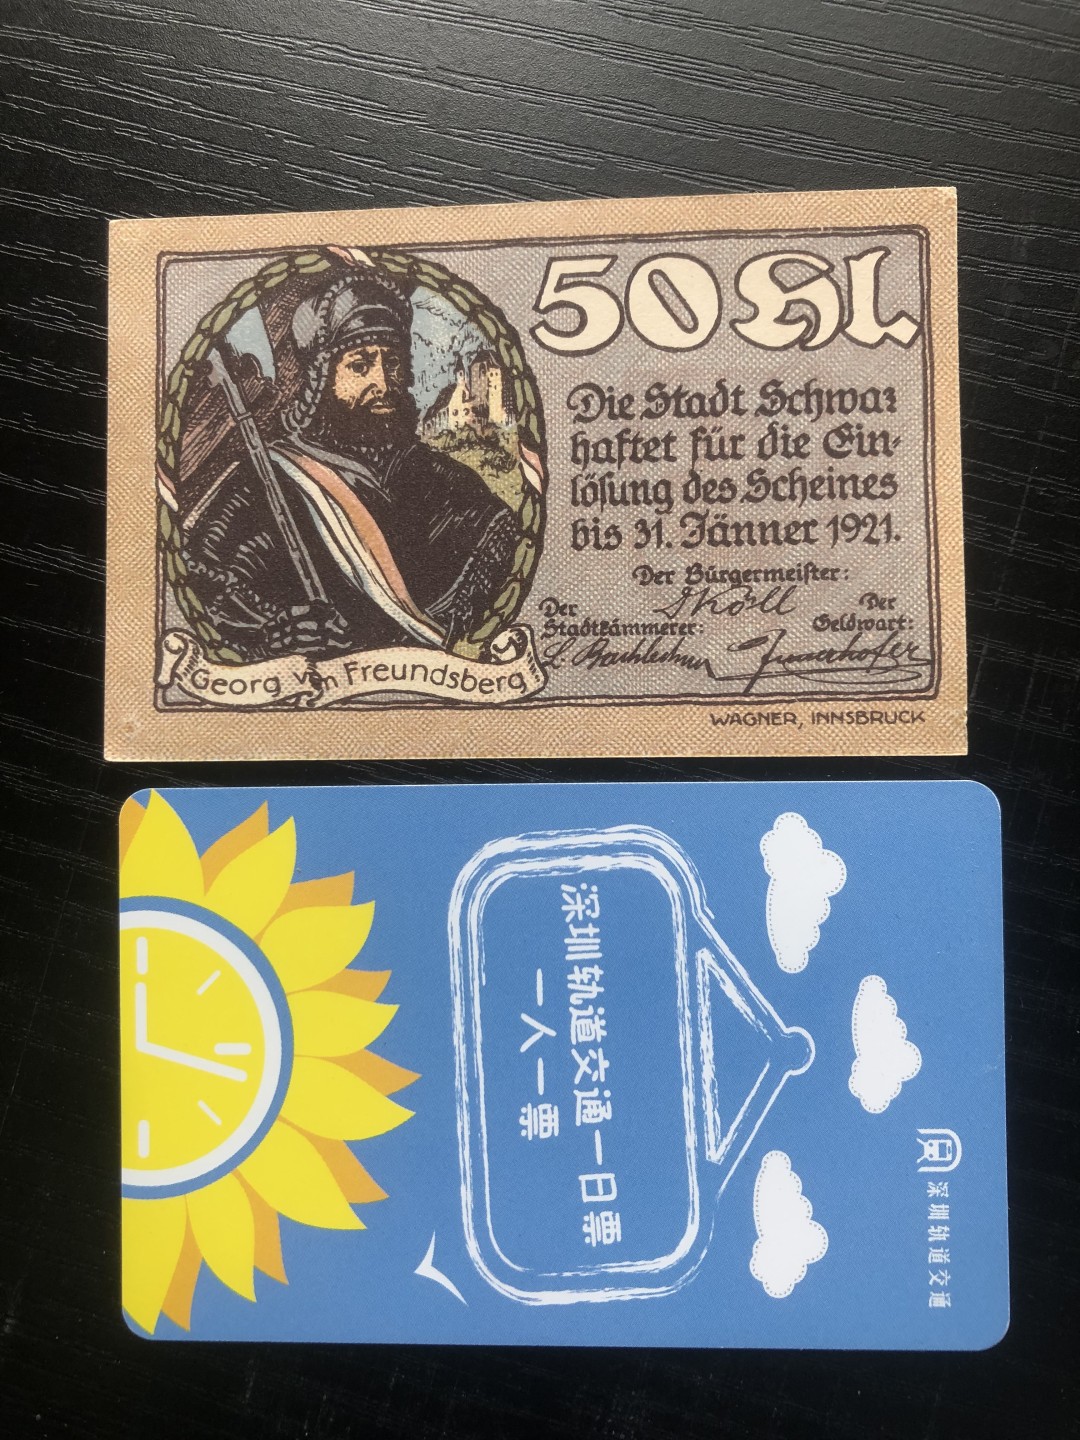 50 Hl.
Die Stadt Schwaz
haftet für die Ein-
lösung des Scheines
bis 31. Jänner 1921.
Der Bürgermeister:
Der
Stadtkämmerer:
Der
Geldwart:
Georg von Freundsberg
WAGNER, INNSBRUCK
深圳轨道交通一日票
一人一票
深圳轨道交通